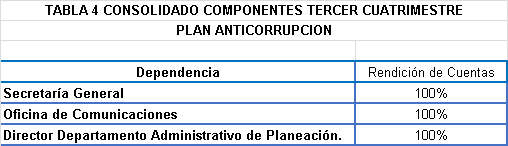 TABLA 4 CONSOLIDADO COMPONENTES TERCER CUATRIMESTRE
PLAN ANTICORRUPCION
Dependencia Rendición de Cuentas
Secretaría General 100%
Oficina de Comunicaciones 100%
Director Departamento Administrativo de Planeación. 100%